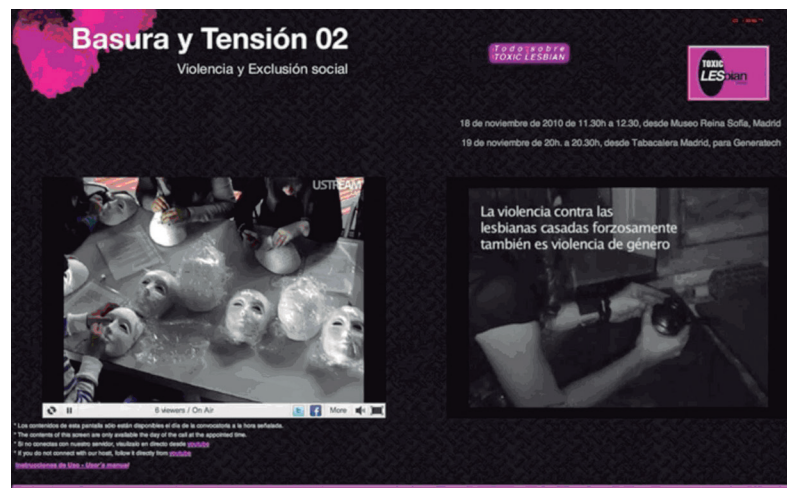 Basura y Tensión 02
Violencia y Exclusión social
Todo sobre
TOXIC LESBIAN
TOXIC
LESbian
18 de noviembre de 2010 de 11.30h a 12.30, desde Museo Reina Sofía, Madrid
19 de noviembre de 20h. a 20.30h, desde Tabacalera Madrid, para Generatech
USTREAM
La violencia contra las
lesbianas casadas forzosamente
también es violencia de género
6 viewers / On Air
More
* Los contenidos de esta pantalla sólo están disponibles el día de la convocatoria a la hora señalada.
* The contents of this screen are only available the day of the call at the appointed time.
* Si no conectas con nuestro servidor, visualoslo en directo desde youtube
* If you do not connect with our host, follow it directly from youtube
Instrucciones de Uso - User's manual